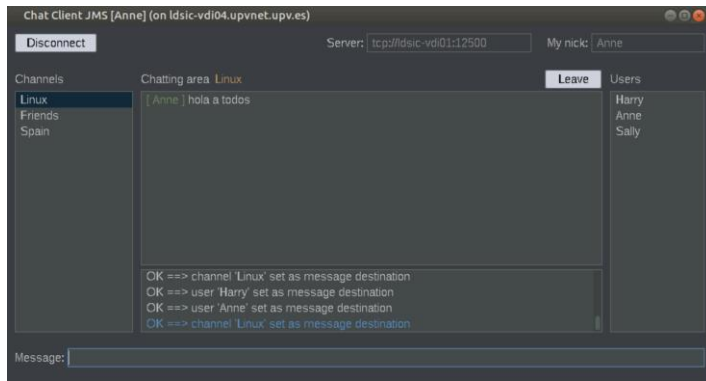 Chat Client JMS [Anne] (on ldsic-vdi04.upvnet.upv.es)
Disconnect Server: tcp://ldsic-vdi01:12500 My nick: Anne
Channels Chatting area Linux Leave Users
Linux
Friends
Spain
[ Anne ] hola a todos
Harry
Anne
Sally
OK ==> channel 'Linux' set as message destination
OK ==> user 'Harry' set as message destination
OK ==> user 'Anne' set as message destination
OK ==> channel 'Linux' set as message destination
Message: